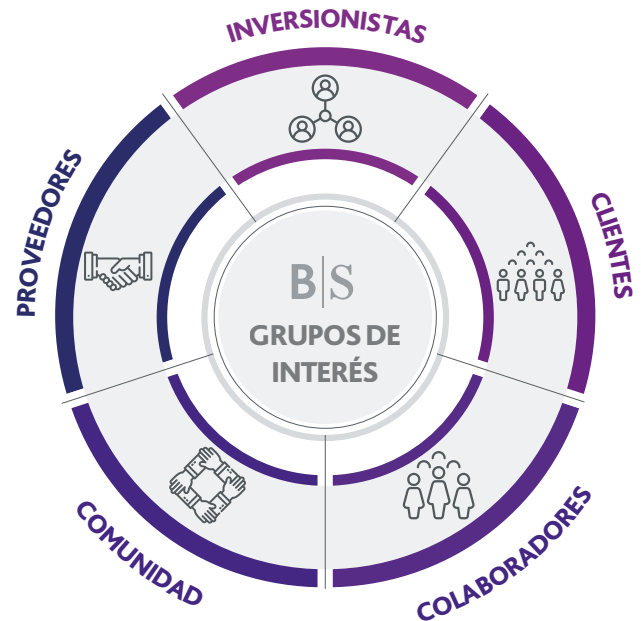 INVERSIONISTAS
CLIENTES
COLABORADORES
COMUNIDAD
PROVEEDORES
B|S
GRUPOS DE
INTERÉS